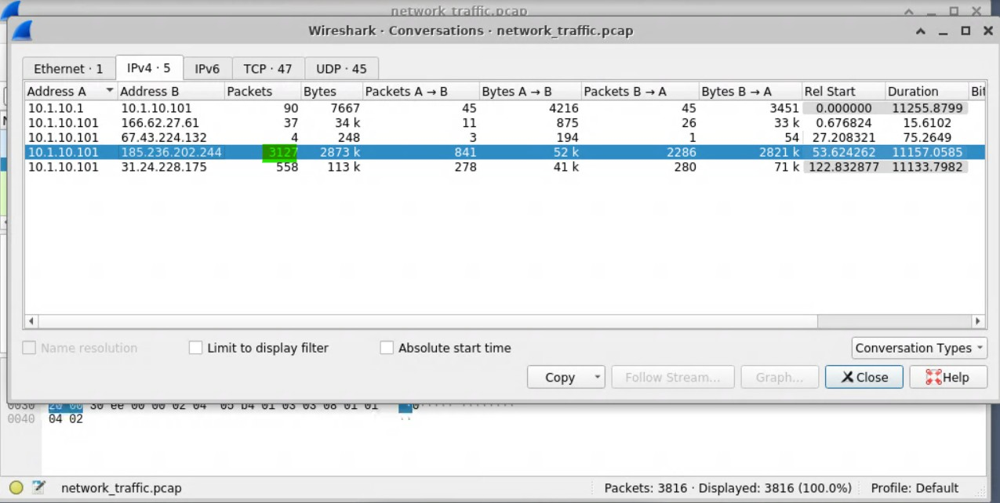 network_traffic.pcap
Wireshark · Conversations · network_traffic.pcap
Ethernet · 1 IPv4 · 5 IPv6 TCP · 47 UDP · 45
Address A Address B Packets Bytes Packets A → B Bytes A → B Packets B → A Bytes B → A Rel Start Duration Bit
10.1.10.1 10.1.10.101 90 7667 45 4216 45 3451 0.000000 11255.8799
10.1.10.101 166.62.27.61 37 34 k 11 875 26 33 k 0.676824 15.6102
10.1.10.101 67.43.224.132 4 248 3 194 1 54 27.208321 75.2649
10.1.10.101 185.236.202.244 3127 2873 k 841 52 k 2286 2821 k 53.624262 11157.0585
10.1.10.101 31.24.228.175 558 113 k 278 41 k 280 71 k 122.832877 11133.7982
Name resolution Limit to display filter Absolute start time Conversation Types
Copy Follow Stream... Graph... Close Help
0030 20 00 30 ee 00 00 02 04 05 b4 01 03 03 08 01 01
0040 04 02
network_traffic.pcap Packets: 3816 · Displayed: 3816 (100.0%) Profile: Default